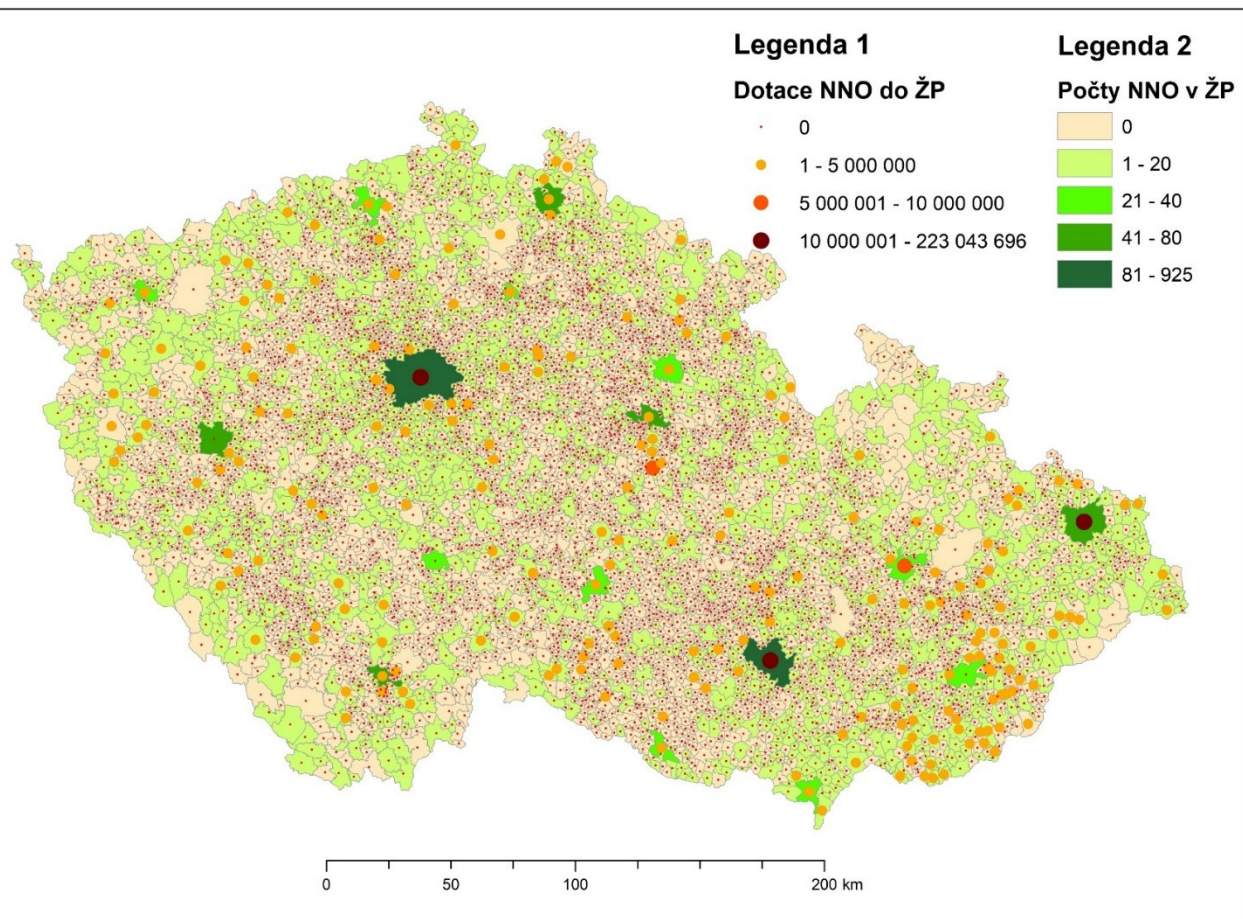 Legenda 1
Dotace NNO do ŽP
0
1 - 5 000 000
5 000 001 - 10 000 000
10 000 001 - 223 043 696
Legenda 2
Počty NNO v ŽP
0
1 - 20
21 - 40
41 - 80
81 - 925
0 50 100 200 km